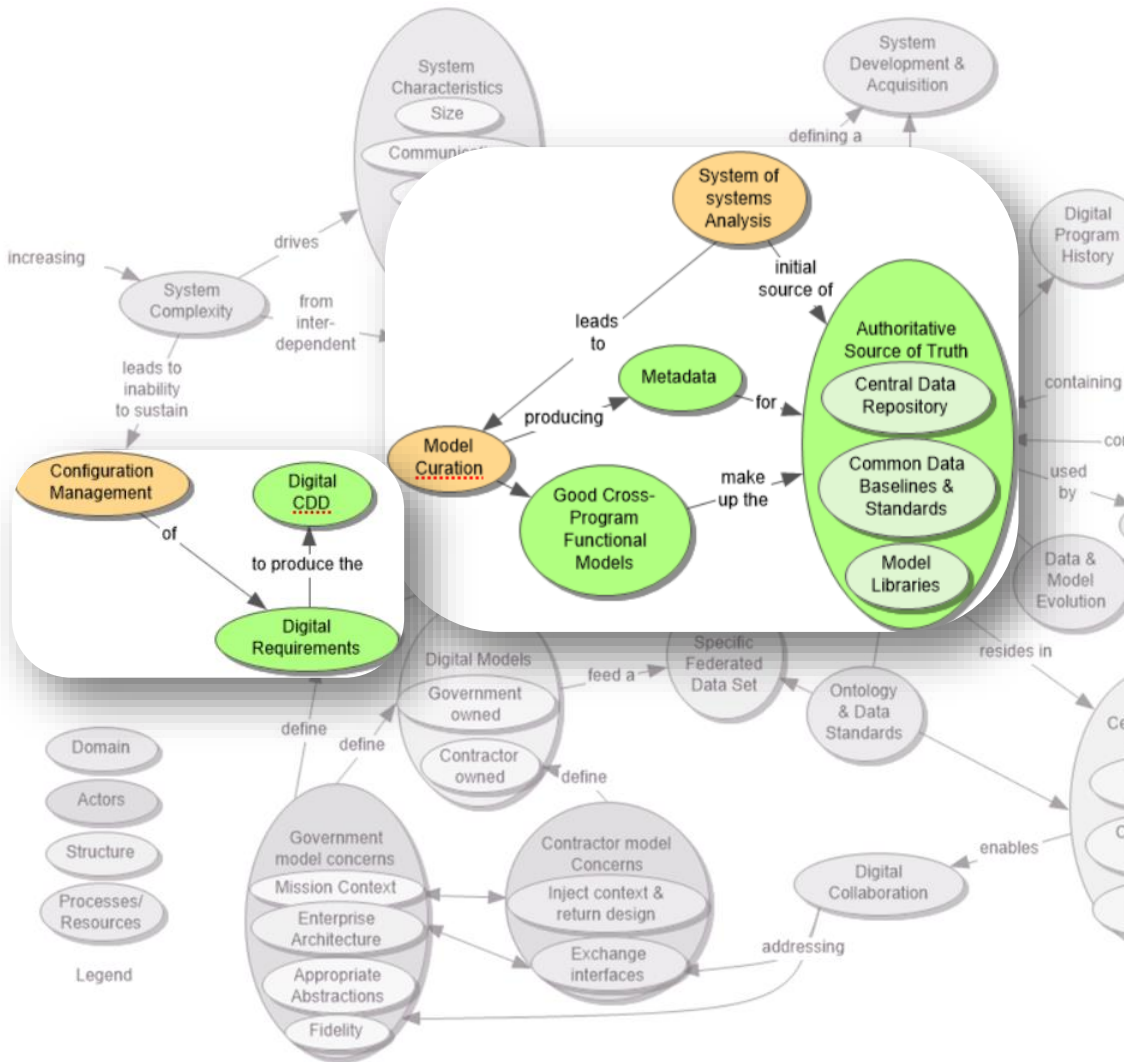 System
Development &
Acquisition
System
Characteristics
Size
defining a
System of
systems
Analysis
Digital
Program
History
increasing
drives
initial
source of
System
Complexity
from
inter-
dependent
leads
to
Authoritative
Source of Truth
Metadata
Central Data
Repository
containing
leads to
inability
to sustain
producing
for
Model
Curation
Configuration
Management
Digital
CDD
make
up the
Common Data
Baselines &
Standards
used
by
Good Cross-
Program
Functional
Models
of
to produce the
Model
Libraries
Data &
Model
Evolution
Digital
Requirements
Digital Models
Specific
Federated
Data Set
resides in
feed a
Government
owned
Ontology
& Data
Standards
define
define
Domain
Contractor
owned
define
Actors
Government
model concerns
Contractor model
Concerns
Structure
enables
Mission Context
Inject context &
return design
Digital
Collaboration
Processes/
Resources
Enterprise
Architecture
addressing
Exchange
interfaces
Legend
Appropriate
Abstractions
Fidelity